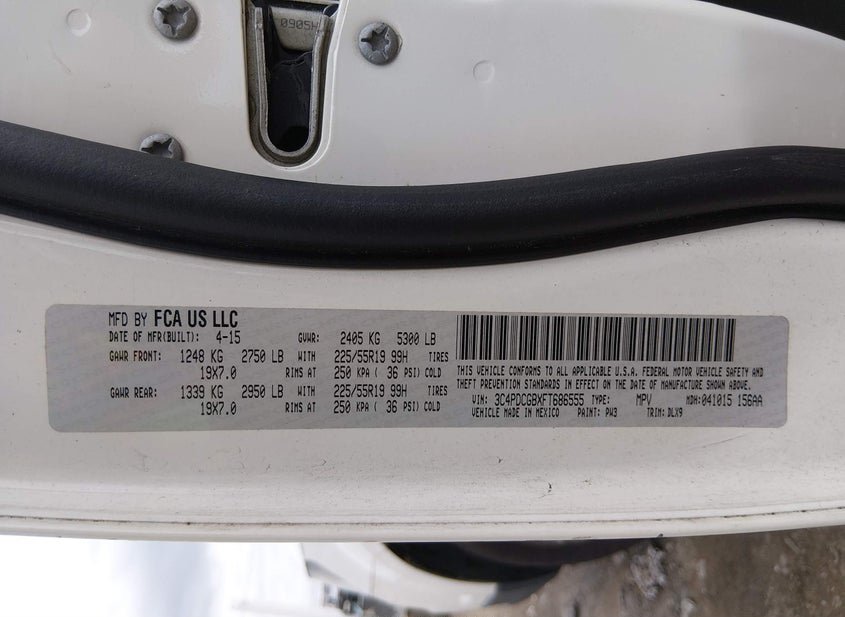 0905H
MFD BY FCA US LLC
DATE OF MFR(BUILT): 4-15 GVWR: 2405 KG 5300 LB
GAWR FRONT: 1248 KG 2750 LB WITH 225/55R19 99H TIRES
19X7.0 RIMS AT 250 KPA ( 36 PSI) COLD
GAWR REAR: 1339 KG 2950 LB WITH 225/55R19 99H TIRES
19X7.0 RIMS AT 250 KPA ( 36 PSI) COLD
THIS VEHICLE CONFORMS TO ALL APPLICABLE U.S.A. FEDERAL MOTOR VEHICLE SAFETY AND
THEFT PREVENTION STANDARDS IN EFFECT ON THE DATE OF MANUFACTURE SHOWN ABOVE.
VIN: 3C4PDCGBXFT686555 TYPE: MPV MDH:041015 156AA
VEHICLE MADE IN MEXICO PAINT: PW3 TRIM: DLX9